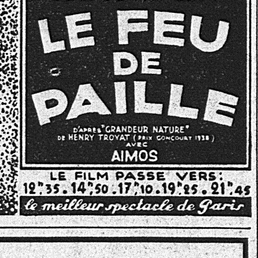 LE FEU
DE
PAILLE
D'APRÈS "GRANDEUR NATURE"
DE HENRY TROYAT (PRIX GONCOURT 1938)
AVEC
AIMOS
LE FILM PASSE VERS:
12H35. 14H50. 17H10. 19H25. 21H45
le meilleur spectacle de Paris